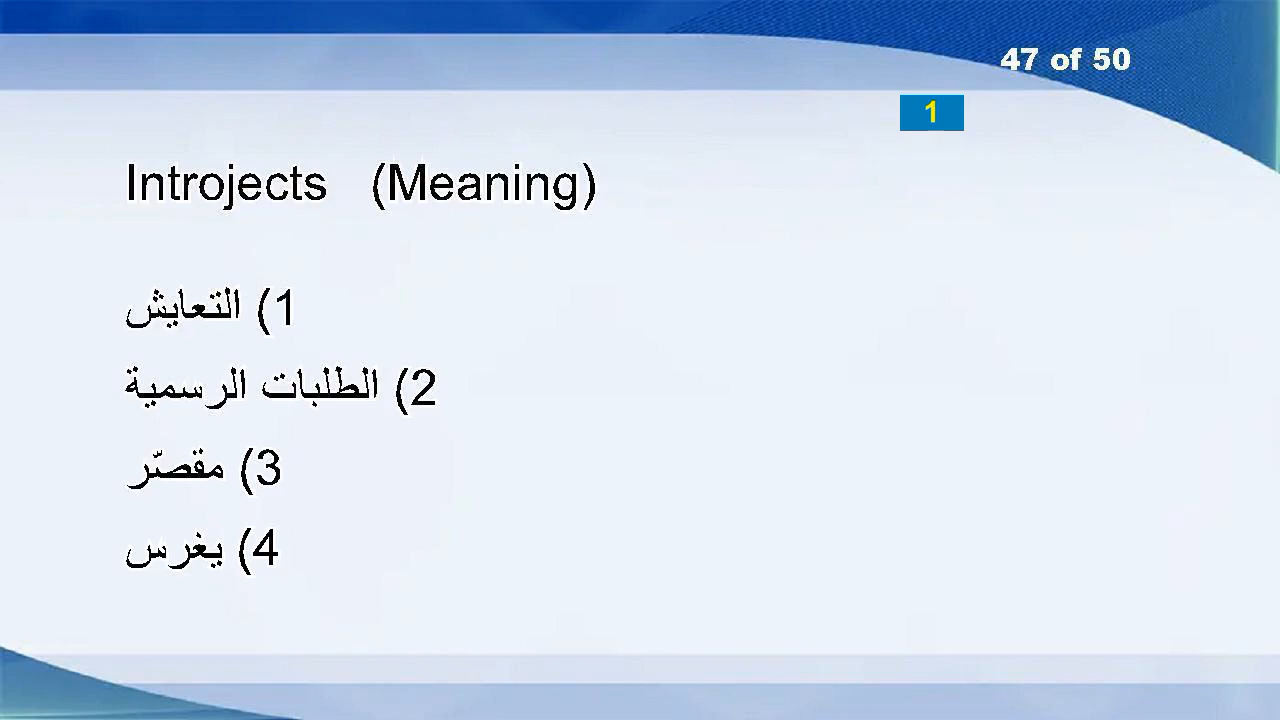 47 of 50
1
Introjects (Meaning)
1) التعايش
2) الطلبات الرسمية
3) مقصّر
4) يغرس